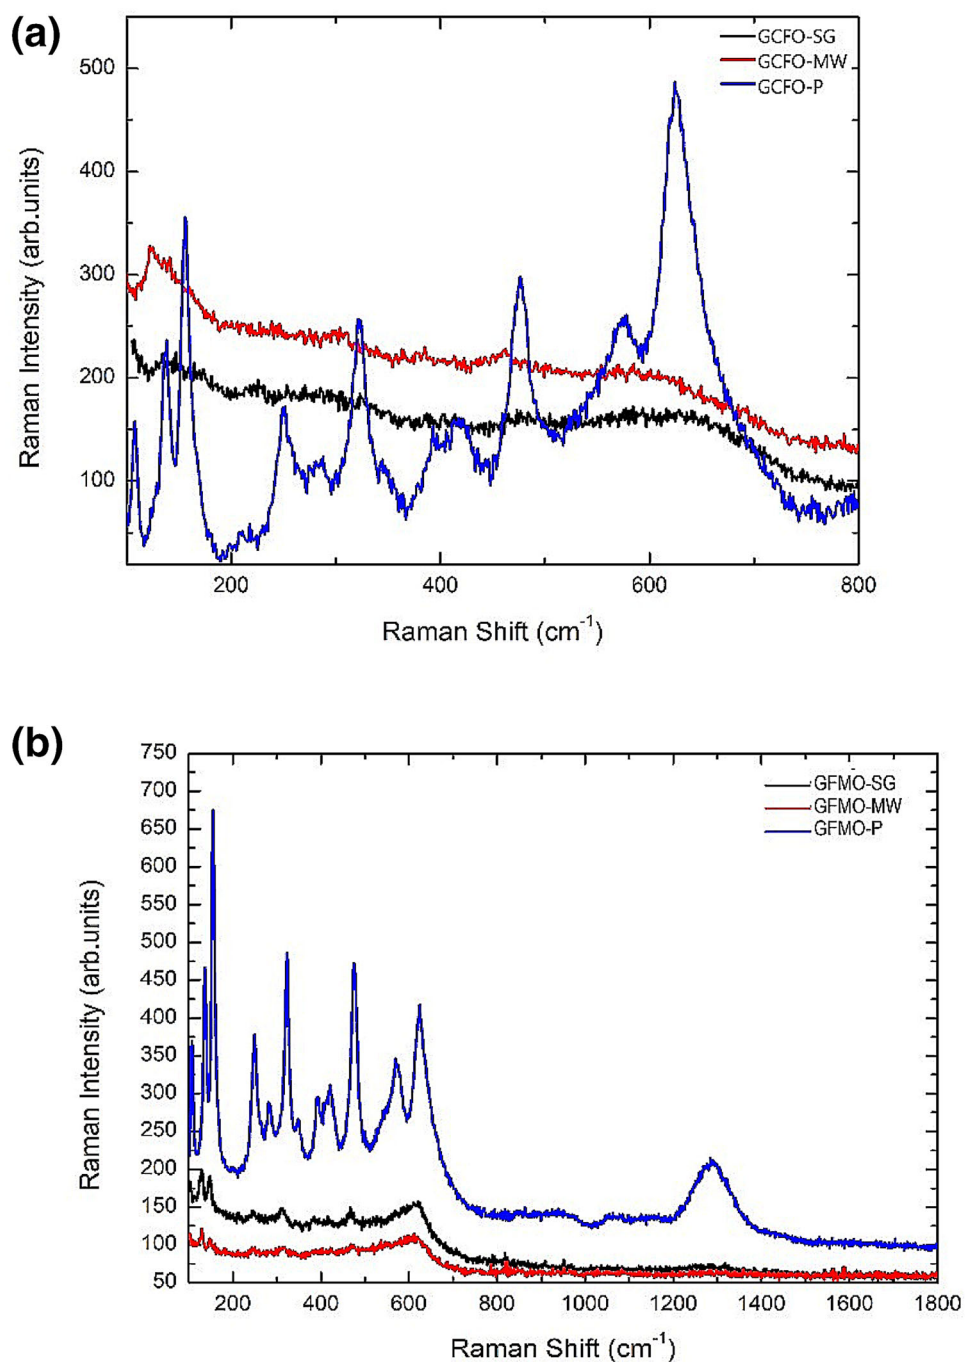 (a)
GCFO-SG
GCFO-MW
GCFO-P
500
400
300
200
100
Raman Intensity (arb.units)
200
400
600
800
Raman Shift (cm-1)
(b)
GFMO-SG
GFMO-MW
GFMO-P
750
700
650
600
550
500
450
400
350
300
250
200
150
100
50
Raman Intensity (arb.units)
200
400
600
800
1000
1200
1400
1600
1800
Raman Shift (cm-1)